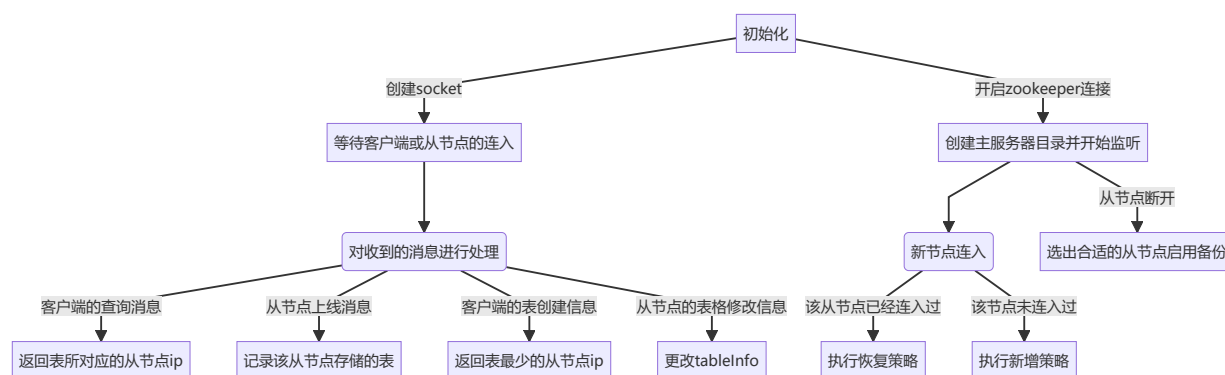 初始化
创建socket
开启zookeeper连接
等待客户端或从节点的连入
创建主服务器目录并开始监听
从节点断开
对收到的消息进行处理
新节点连入
选出合适的从节点启用备份
客户端的查询消息
从节点上线消息
客户端的表创建信息
从节点的表格修改信息
该从节点已经连入过
该节点未连入过
返回表所对应的从节点ip
记录该从节点存储的表
返回表最少的从节点ip
更改tableInfo
执行恢复策略
执行新增策略